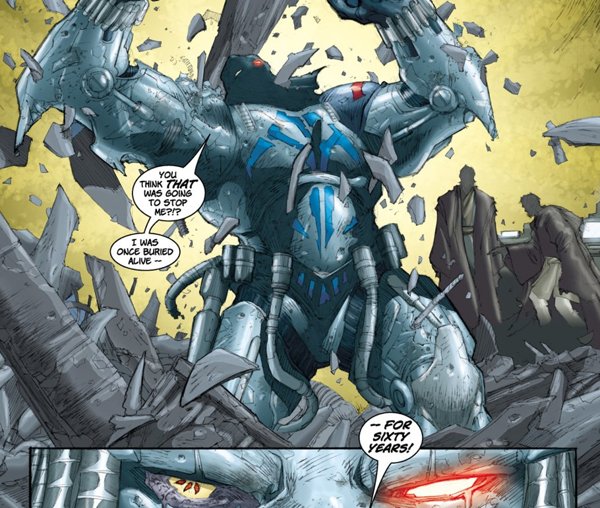 YOU
THINK THAT
WAS GOING
TO STOP
ME?!?
I WAS
ONCE BURIED
ALIVE ~
~ FOR
SIXTY
YEARS!